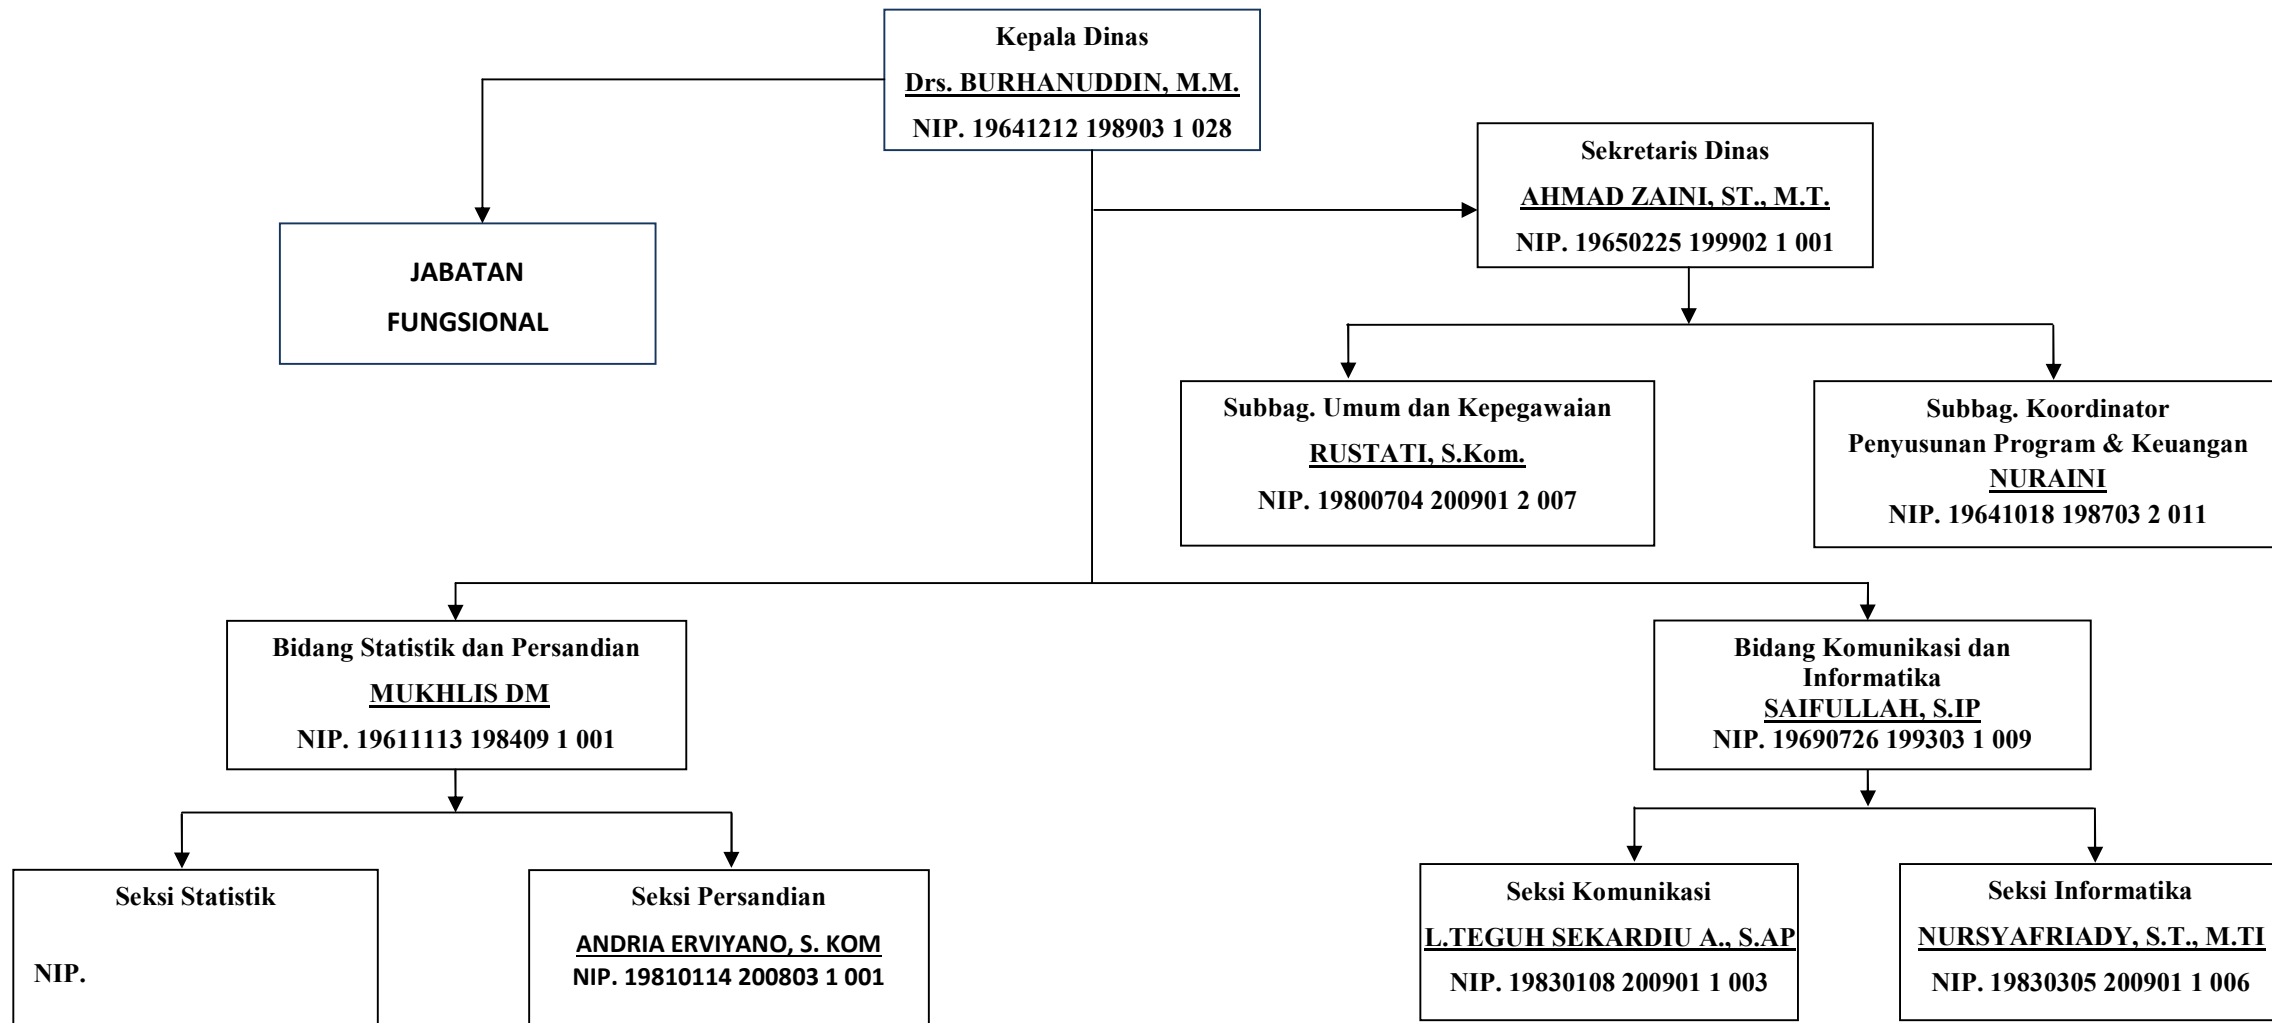 Kepala Dinas
Drs. BURHANUDDIN, M.M.
NIP. 19641212 198903 1 028
Sekretaris Dinas
AHMAD ZAINI, ST., M.T.
NIP. 19650225 199902 1 001
JABATAN
FUNGSIONAL
Subbag. Umum dan Kepegawaian
RUSTATI, S.Kom.
NIP. 19800704 200901 2 007
Subbag. Koordinator
Penyusunan Program & Keuangan
NURAINI
NIP. 19641018 198703 2 011
Bidang Statistik dan Persandian
MUKHLIS DM
NIP. 19611113 198409 1 001
Bidang Komunikasi dan
Informatika
SAIFULLAH, S.IP
NIP. 19690726 199303 1 009
Seksi Statistik
NIP.
Seksi Persandian
ANDRIA ERVIYANO, S. KOM
NIP. 19810114 200803 1 001
Seksi Komunikasi
L.TEGUH SEKARDIU A., S.AP
NIP. 19830108 200901 1 003
Seksi Informatika
NURSYAFRIADY, S.T., M.TI
NIP. 19830305 200901 1 006